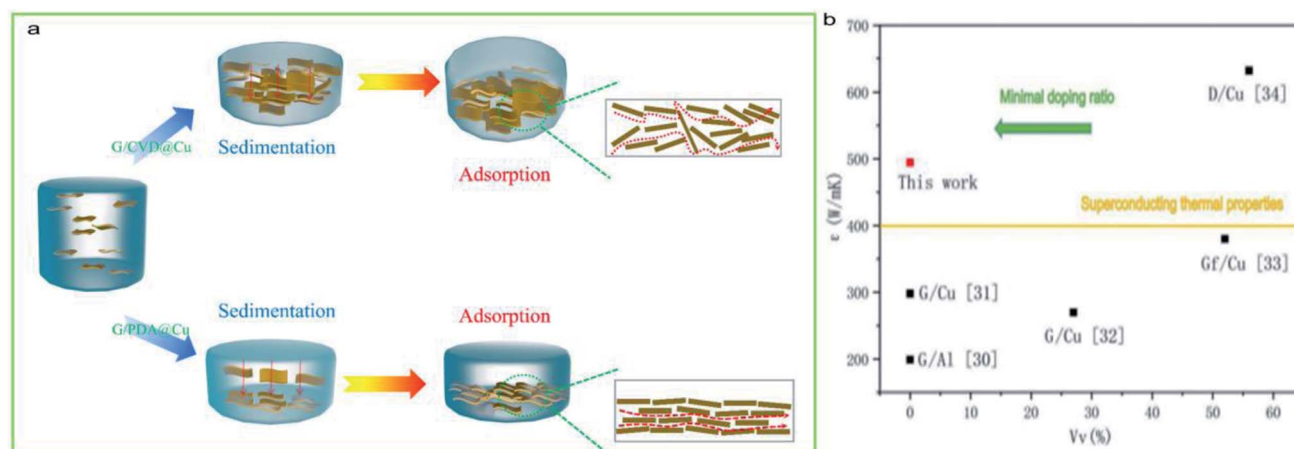 a
G/CVD@Cu
Sedimentation
Adsorption
G/PDA@Cu
Sedimentation
Adsorption
b
700
600
500
400
300
200
ε (W/mK)
D/Cu [34]
Minimal doping ratio
This work
Superconducting thermal properties
Gf/Cu [33]
G/Cu [31]
G/Cu [32]
G/Al [30]
0 10 20 30 40 50 60
Vv(%)